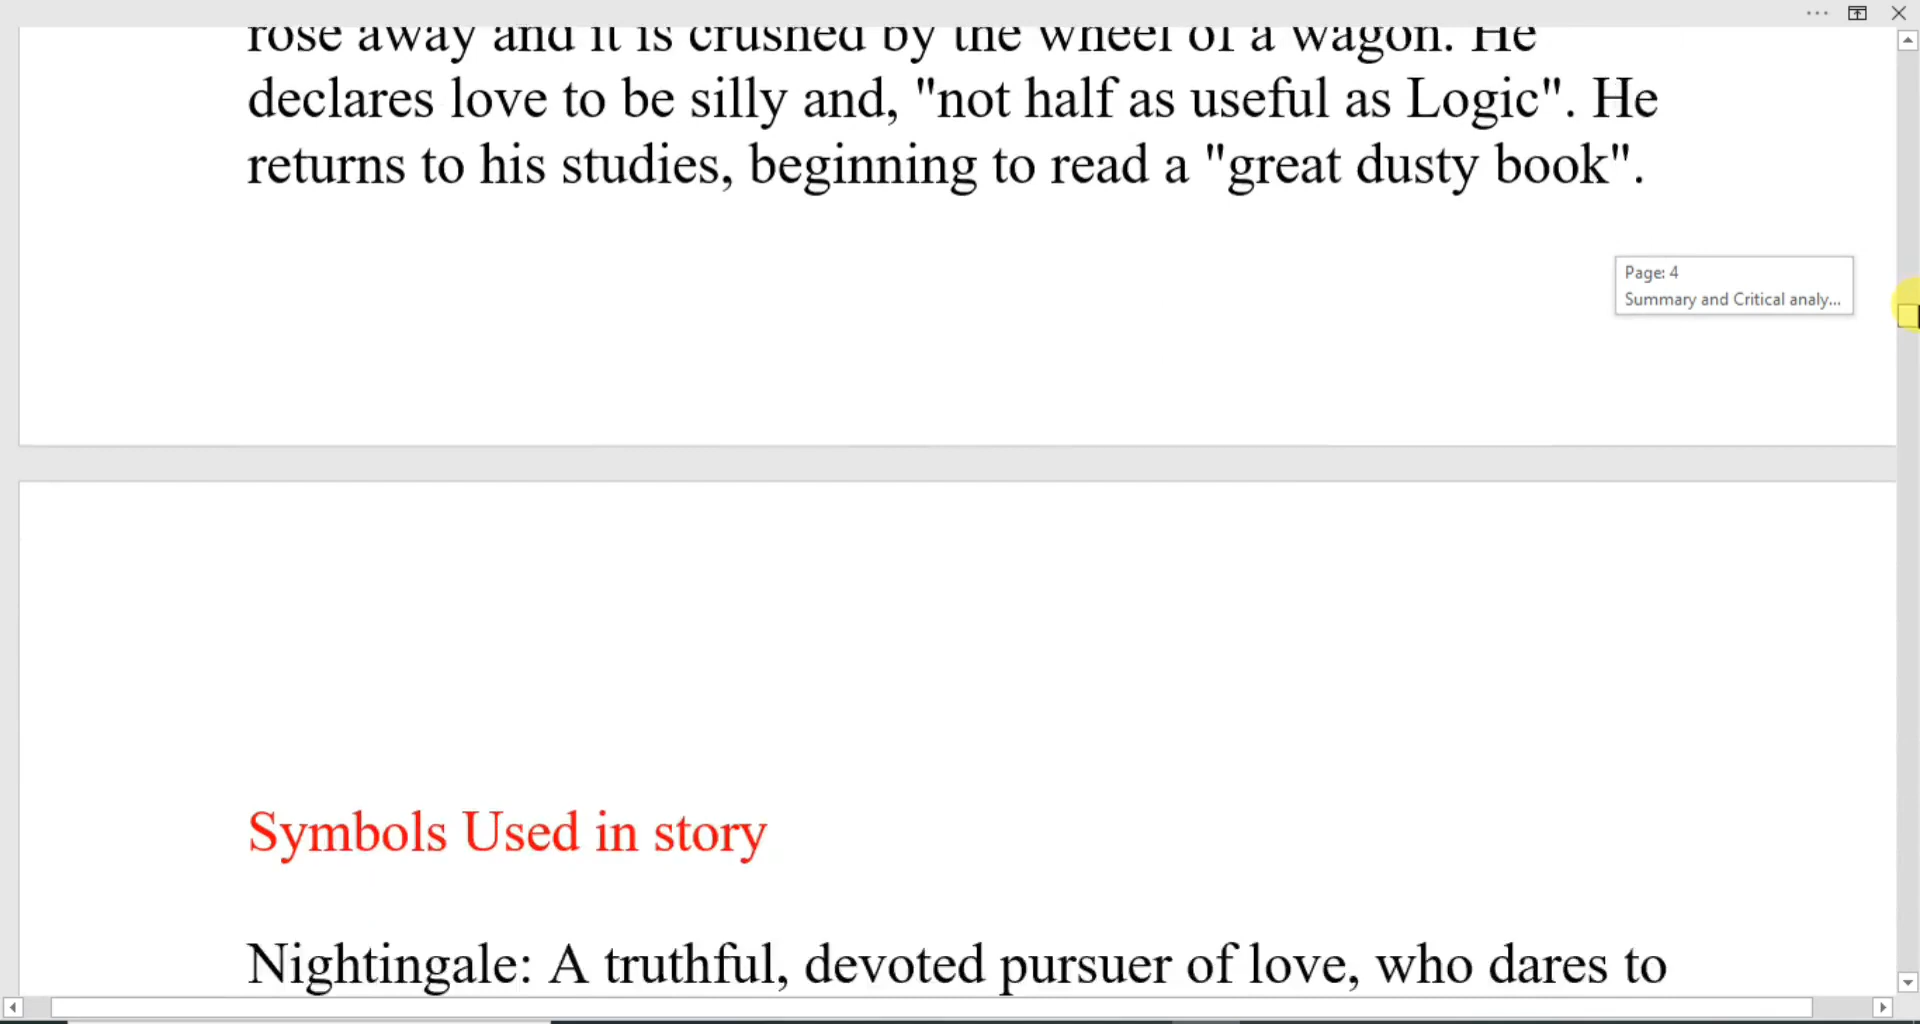 rose away and it is crushed by the wheel of a wagon. He
declares love to be silly and, "not half as useful as Logic". He
returns to his studies, beginning to read a "great dusty book".
Page: 4
Summary and Critical analy...
Symbols Used in story
Nightingale: A truthful, devoted pursuer of love, who dares to